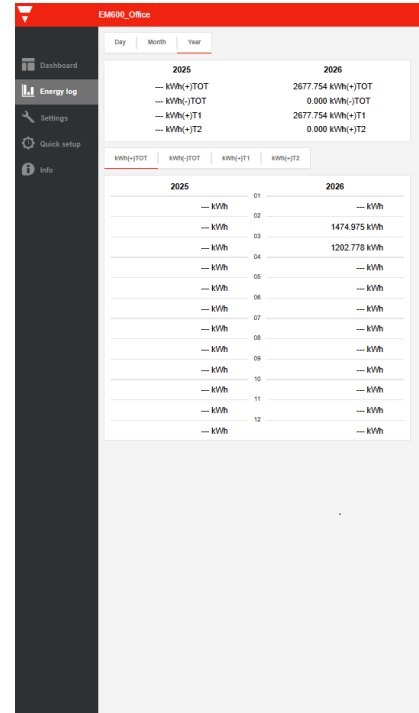 EM600_Office
Day Month Year
Dashboard
Energy log
Settings
Quick setup
Info
2025 2026
--- kWh(+)TOT 2677.754 kWh(+)TOT
--- kWh(-)TOT 0.000 kWh(-)TOT
--- kWh(+)T1 2677.754 kWh(+)T1
--- kWh(+)T2 0.000 kWh(+)T2
kWh(+)TOT kWh(-)TOT kWh(+)T1 kWh(+)T2
2025 2026
01
--- kWh --- kWh
02
--- kWh 1474.975 kWh
03
--- kWh 1202.778 kWh
04
--- kWh --- kWh
05
--- kWh --- kWh
06
--- kWh --- kWh
07
--- kWh --- kWh
08
--- kWh --- kWh
09
--- kWh --- kWh
10
--- kWh --- kWh
11
--- kWh --- kWh
12
--- kWh --- kWh